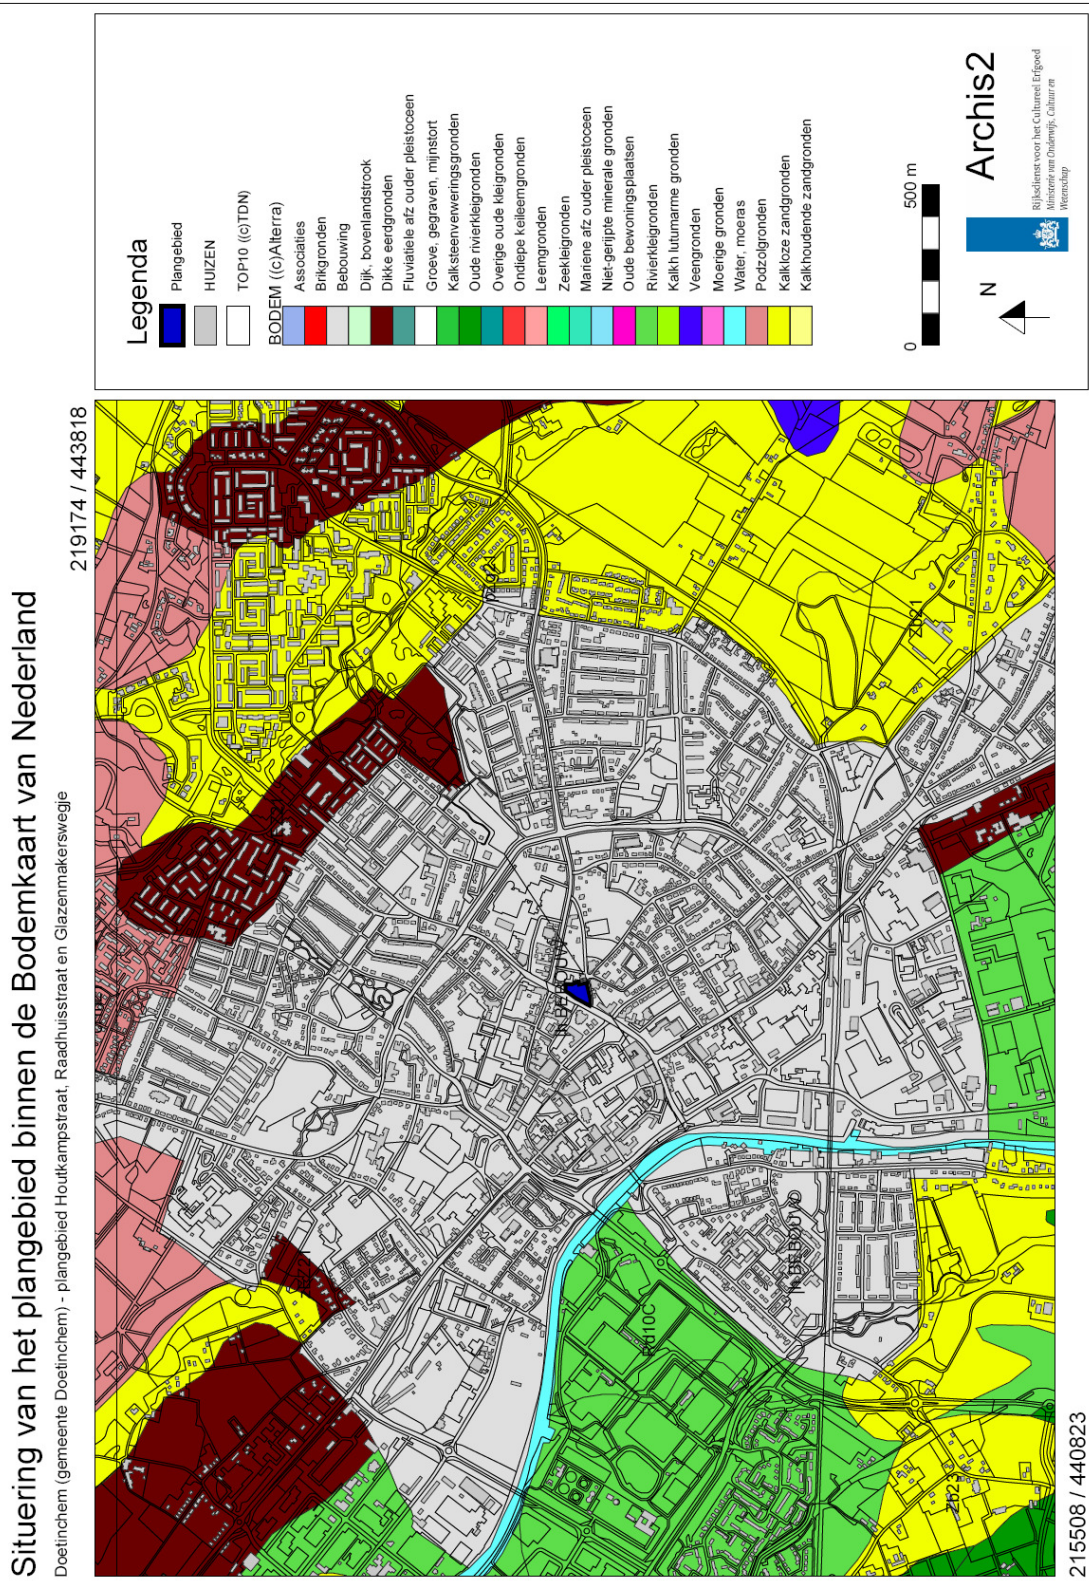 Situering van het plangebied binnen de Bodemkaart van Nederland
Doetinchem (gemeente Doetinchem) - plangebied Houtkampstraat, Raadhuisstraat en Glazenmakerswegje
219174 / 443818
215508 / 440823
Rd10C
Zb23
Zb21
Legenda
Plangebied
HUIZEN
TOP10 ((c)TDN)
BODEM ((c)Alterra)
Associaties
Brikgronden
Bebouwing
Dijk, bovenlandstrook
Dikke eerdgronden
Fluviatiele afz ouder pleistoceen
Groeve, gegraven, mijnstort
Kalksteenverweringsgronden
Oude rivierkleigronden
Overige oude kleigronden
Ondiepe keileemgronden
Leemgronden
Zeekleigronden
Mariene afz ouder pleistoceen
Niet-gerijpte minerale gronden
Oude bewoningsplaatsen
Rivierkleigronden
Kalkh lutumarme gronden
Veengronden
Moerige gronden
Water, moeras
Podzolgronden
Kalkloze zandgronden
Kalkhoudende zandgronden
0
500 m
N
Archis2
Rijksdienst voor het Cultureel Erfgoed
Ministerie van Onderwijs, Cultuur en
Wetenschap